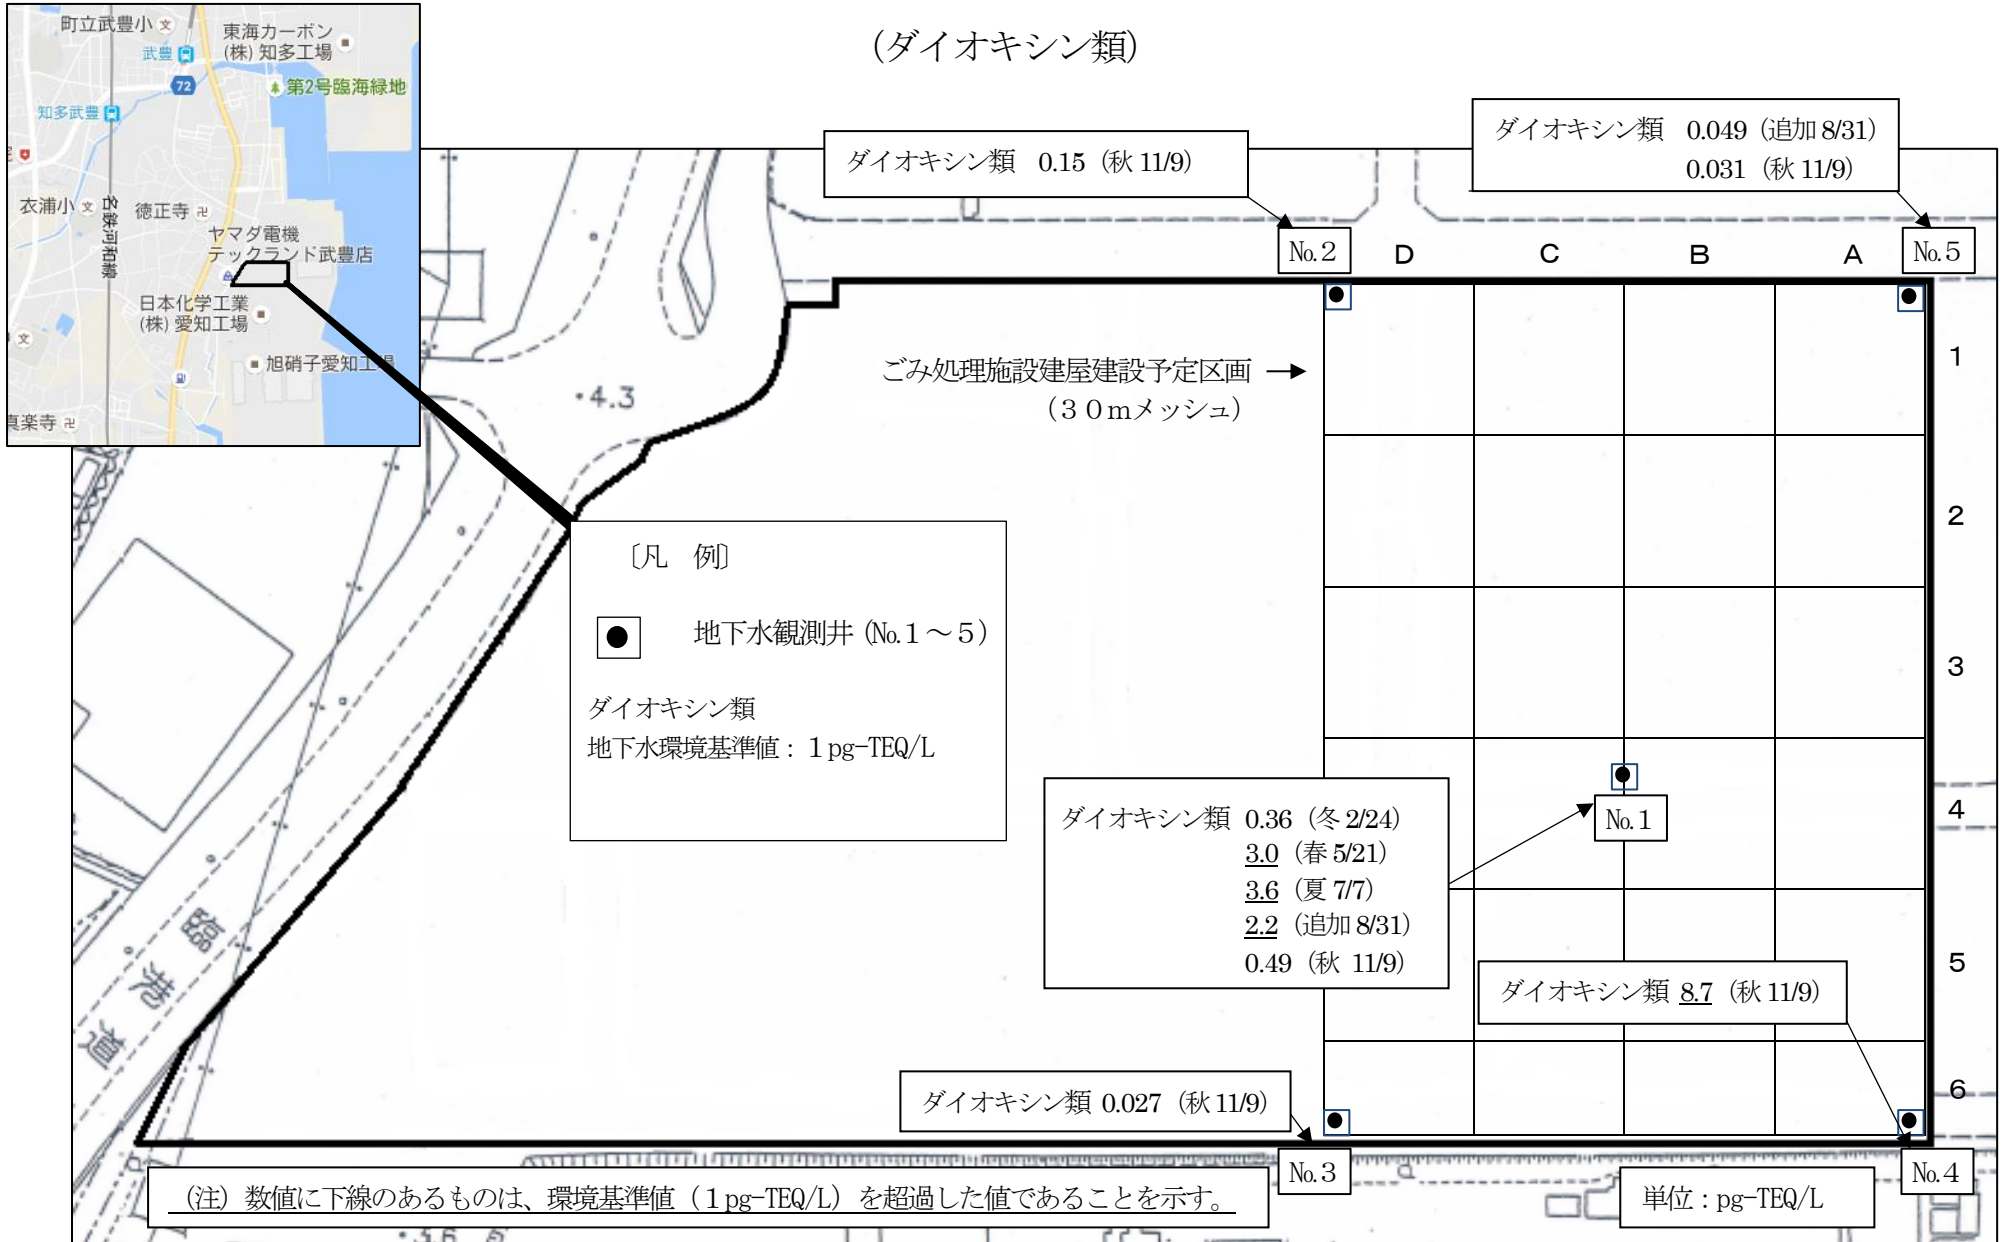 (ダイオキシン類)
町立武豊小 文
東海カーボン
(株) 知多工場
武豊
72
第2号臨海緑地
知多武豊
衣浦小 文
名鉄河和線
徳正寺 卍
ヤマダ電機
テックランド武豊店
日本化学工業
(株) 愛知工場
文
旭硝子愛知工場
真楽寺 卍
ダイオキシン類 0.15 (秋 11/9)
ダイオキシン類 0.049 (追加 8/31)
0.031 (秋 11/9)
No.2
D
C
B
A
No.5
ごみ処理施設建屋建設予定区画 →
(30mメッシュ)
・4.3
1
2
3
4
5
6
〔凡 例〕
地下水観測井 (No.1～5)
ダイオキシン類
地下水環境基準値：1pg-TEQ/L
ダイオキシン類 0.36 (冬 2/24)
3.0 (春 5/21)
3.6 (夏 7/7)
2.2 (追加 8/31)
0.49 (秋 11/9)
No.1
ダイオキシン類 8.7 (秋 11/9)
ダイオキシン類 0.027 (秋 11/9)
臨
港
No.3
No.4
(注) 数値に下線のあるものは、環境基準値（1pg-TEQ/L）を超過した値であることを示す。
単位：pg-TEQ/L